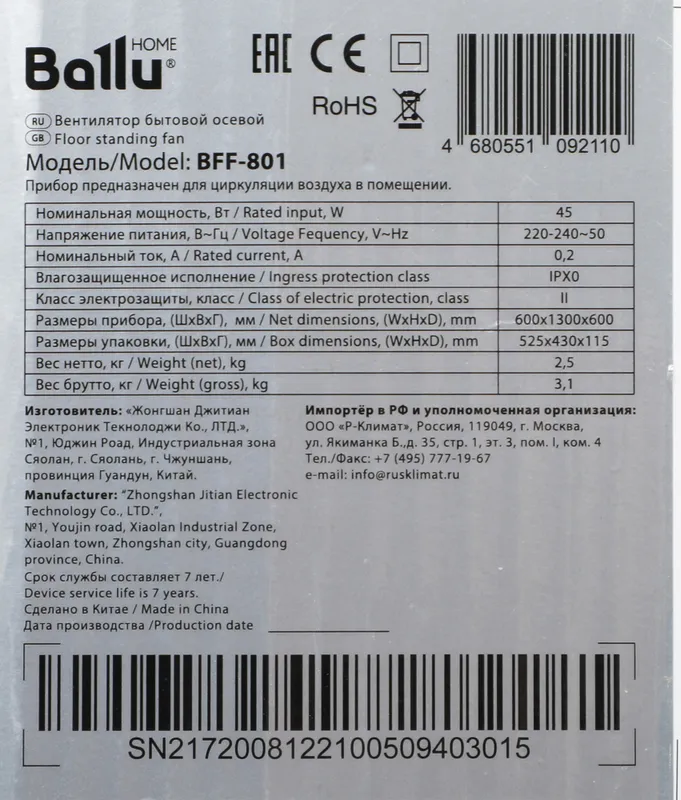 Ballu® HOME
EAC CE
RoHS
4 680551 092110
RU Вентилятор бытовой осевой
GB Floor standing fan
Модель/Model: BFF-801
Прибор предназначен для циркуляции воздуха в помещении.
Номинальная мощность, Вт / Rated input, W 45
Напряжение питания, В~Гц / Voltage Fequency, V~Hz 220-240~50
Номинальный ток, А / Rated current, A 0,2
Влагозащищенное исполнение / Ingress protection class IPX0
Класс электрозащиты, класс / Class of electric protection, class II
Размеры прибора, (ШхВхГ), мм / Net dimensions, (WxHxD), mm 600x1300x600
Размеры упаковки, (ШхВхГ), мм / Box dimensions, (WxHxD), mm 525x430x115
Вес нетто, кг / Weight (net), kg 2,5
Вес брутто, кг / Weight (gross), kg 3,1
Изготовитель: «Жонгшан Джитиан
Электроник Текнолоджи Ко., ЛТД.»,
№1, Юджин Роад, Индустриальная зона
Сяолан, г. Сяолань, г. Чжуншань,
провинция Гуандун, Китай.
Manufacturer: "Zhongshan Jitian Electronic
Technology Co., LTD.",
№1, Youjin road, Xiaolan Industrial Zone,
Xiaolan town, Zhongshan city, Guangdong
province, China.
Срок службы составляет 7 лет./
Device service life is 7 years.
Сделано в Китае / Made in China
Дата производства /Production date
Импортёр в РФ и уполномоченная организация:
ООО «Р-Климат», Россия, 119049, г. Москва,
ул. Якиманка Б.,д. 35, стр. 1, эт. 3, пом. I, ком. 4
Тел./Факс: +7 (495) 777-19-67
e-mail: info@rusklimat.ru
SN2172008122100509403015